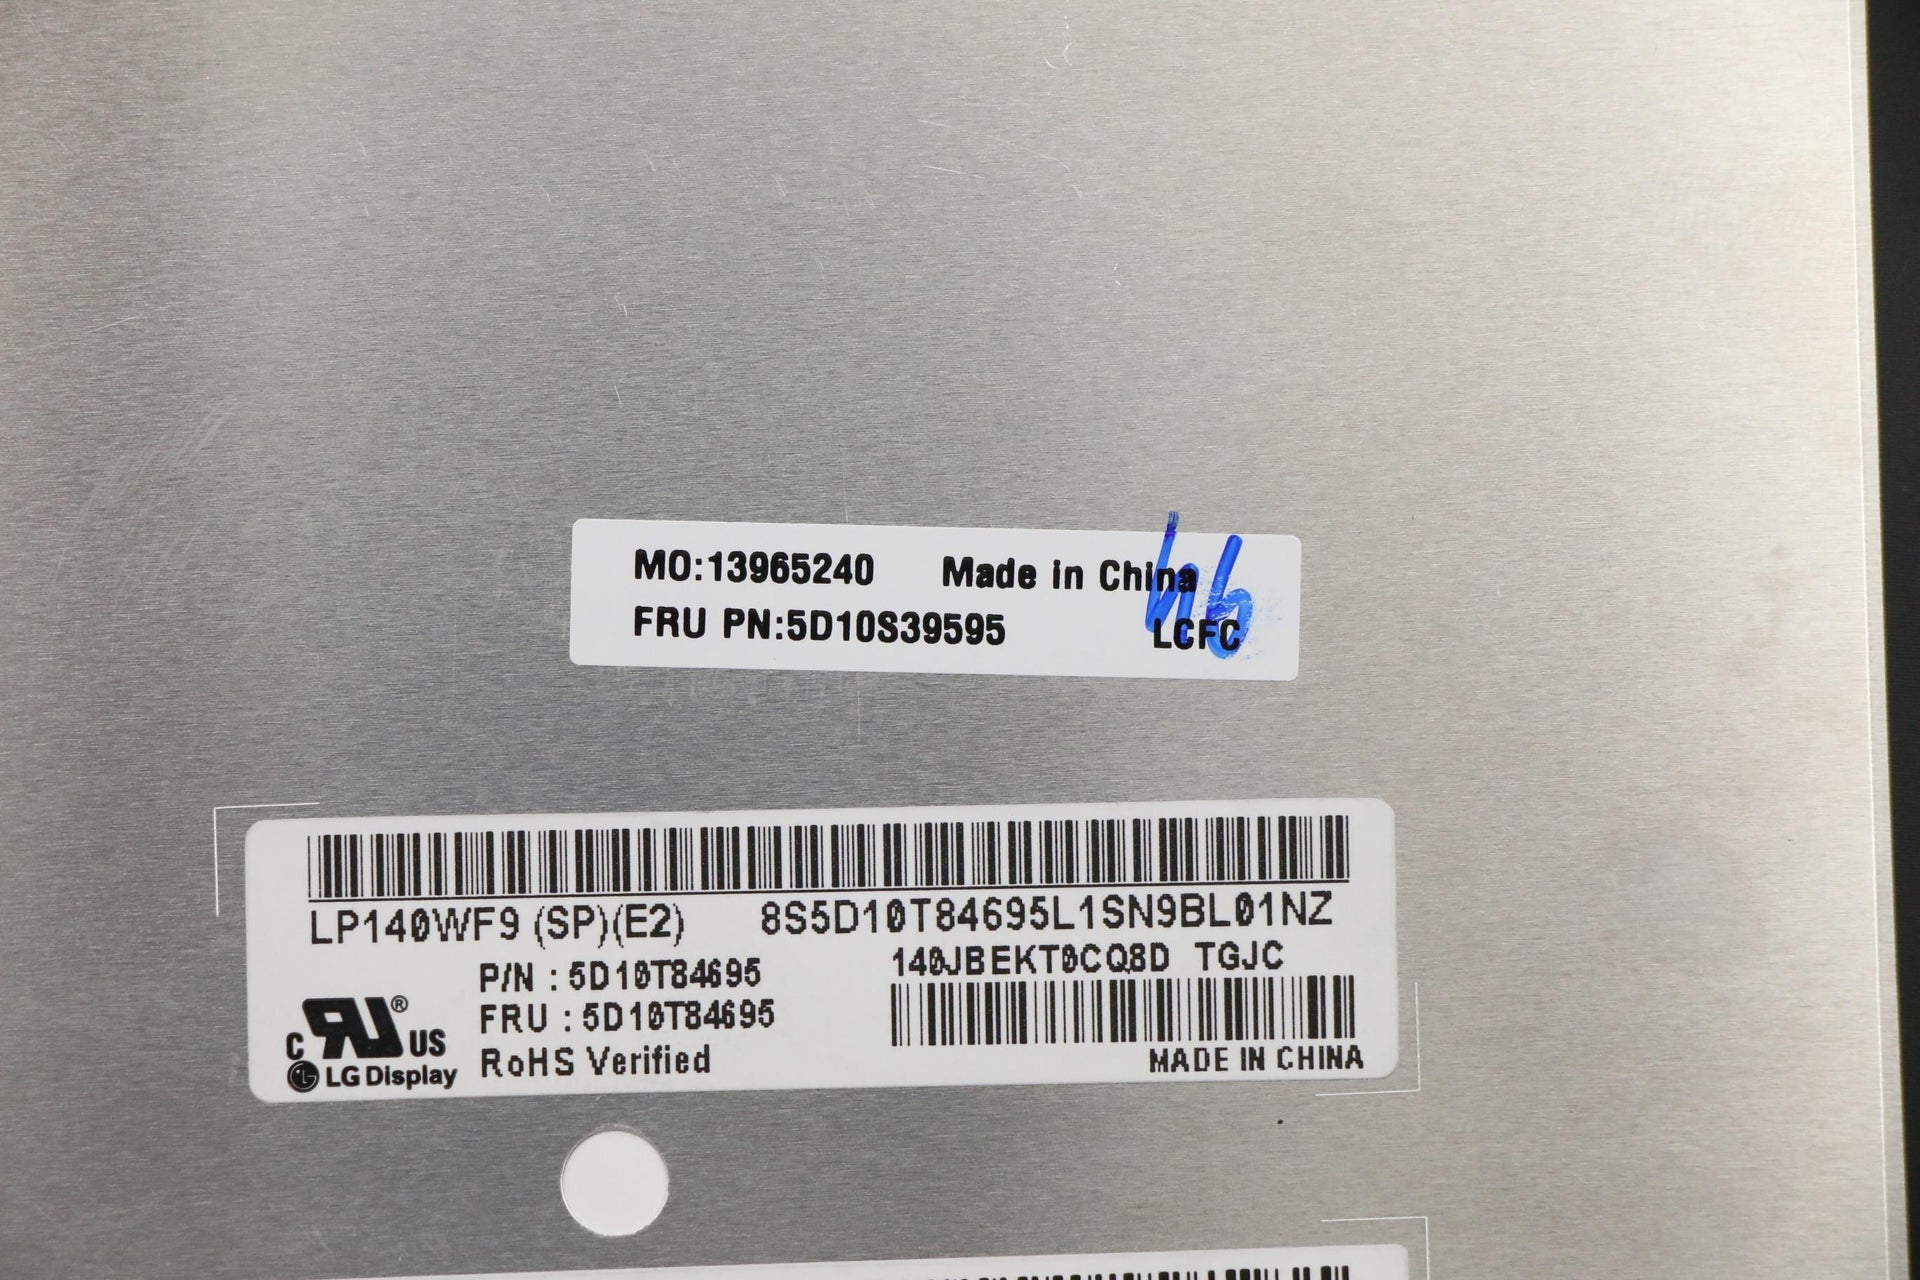 MO:13965240 Made in China
FRU PN:5D10S39595 LCFC
LP140WF9 (SP)(E2) 8S5D10T84695L1SN9BL01NZ
140JBEKT0CQ8D TGJC
P/N : 5D10T84695
FRU : 5D10T84695
RoHS Verified
C UR ® US
LG Display
MADE IN CHINA